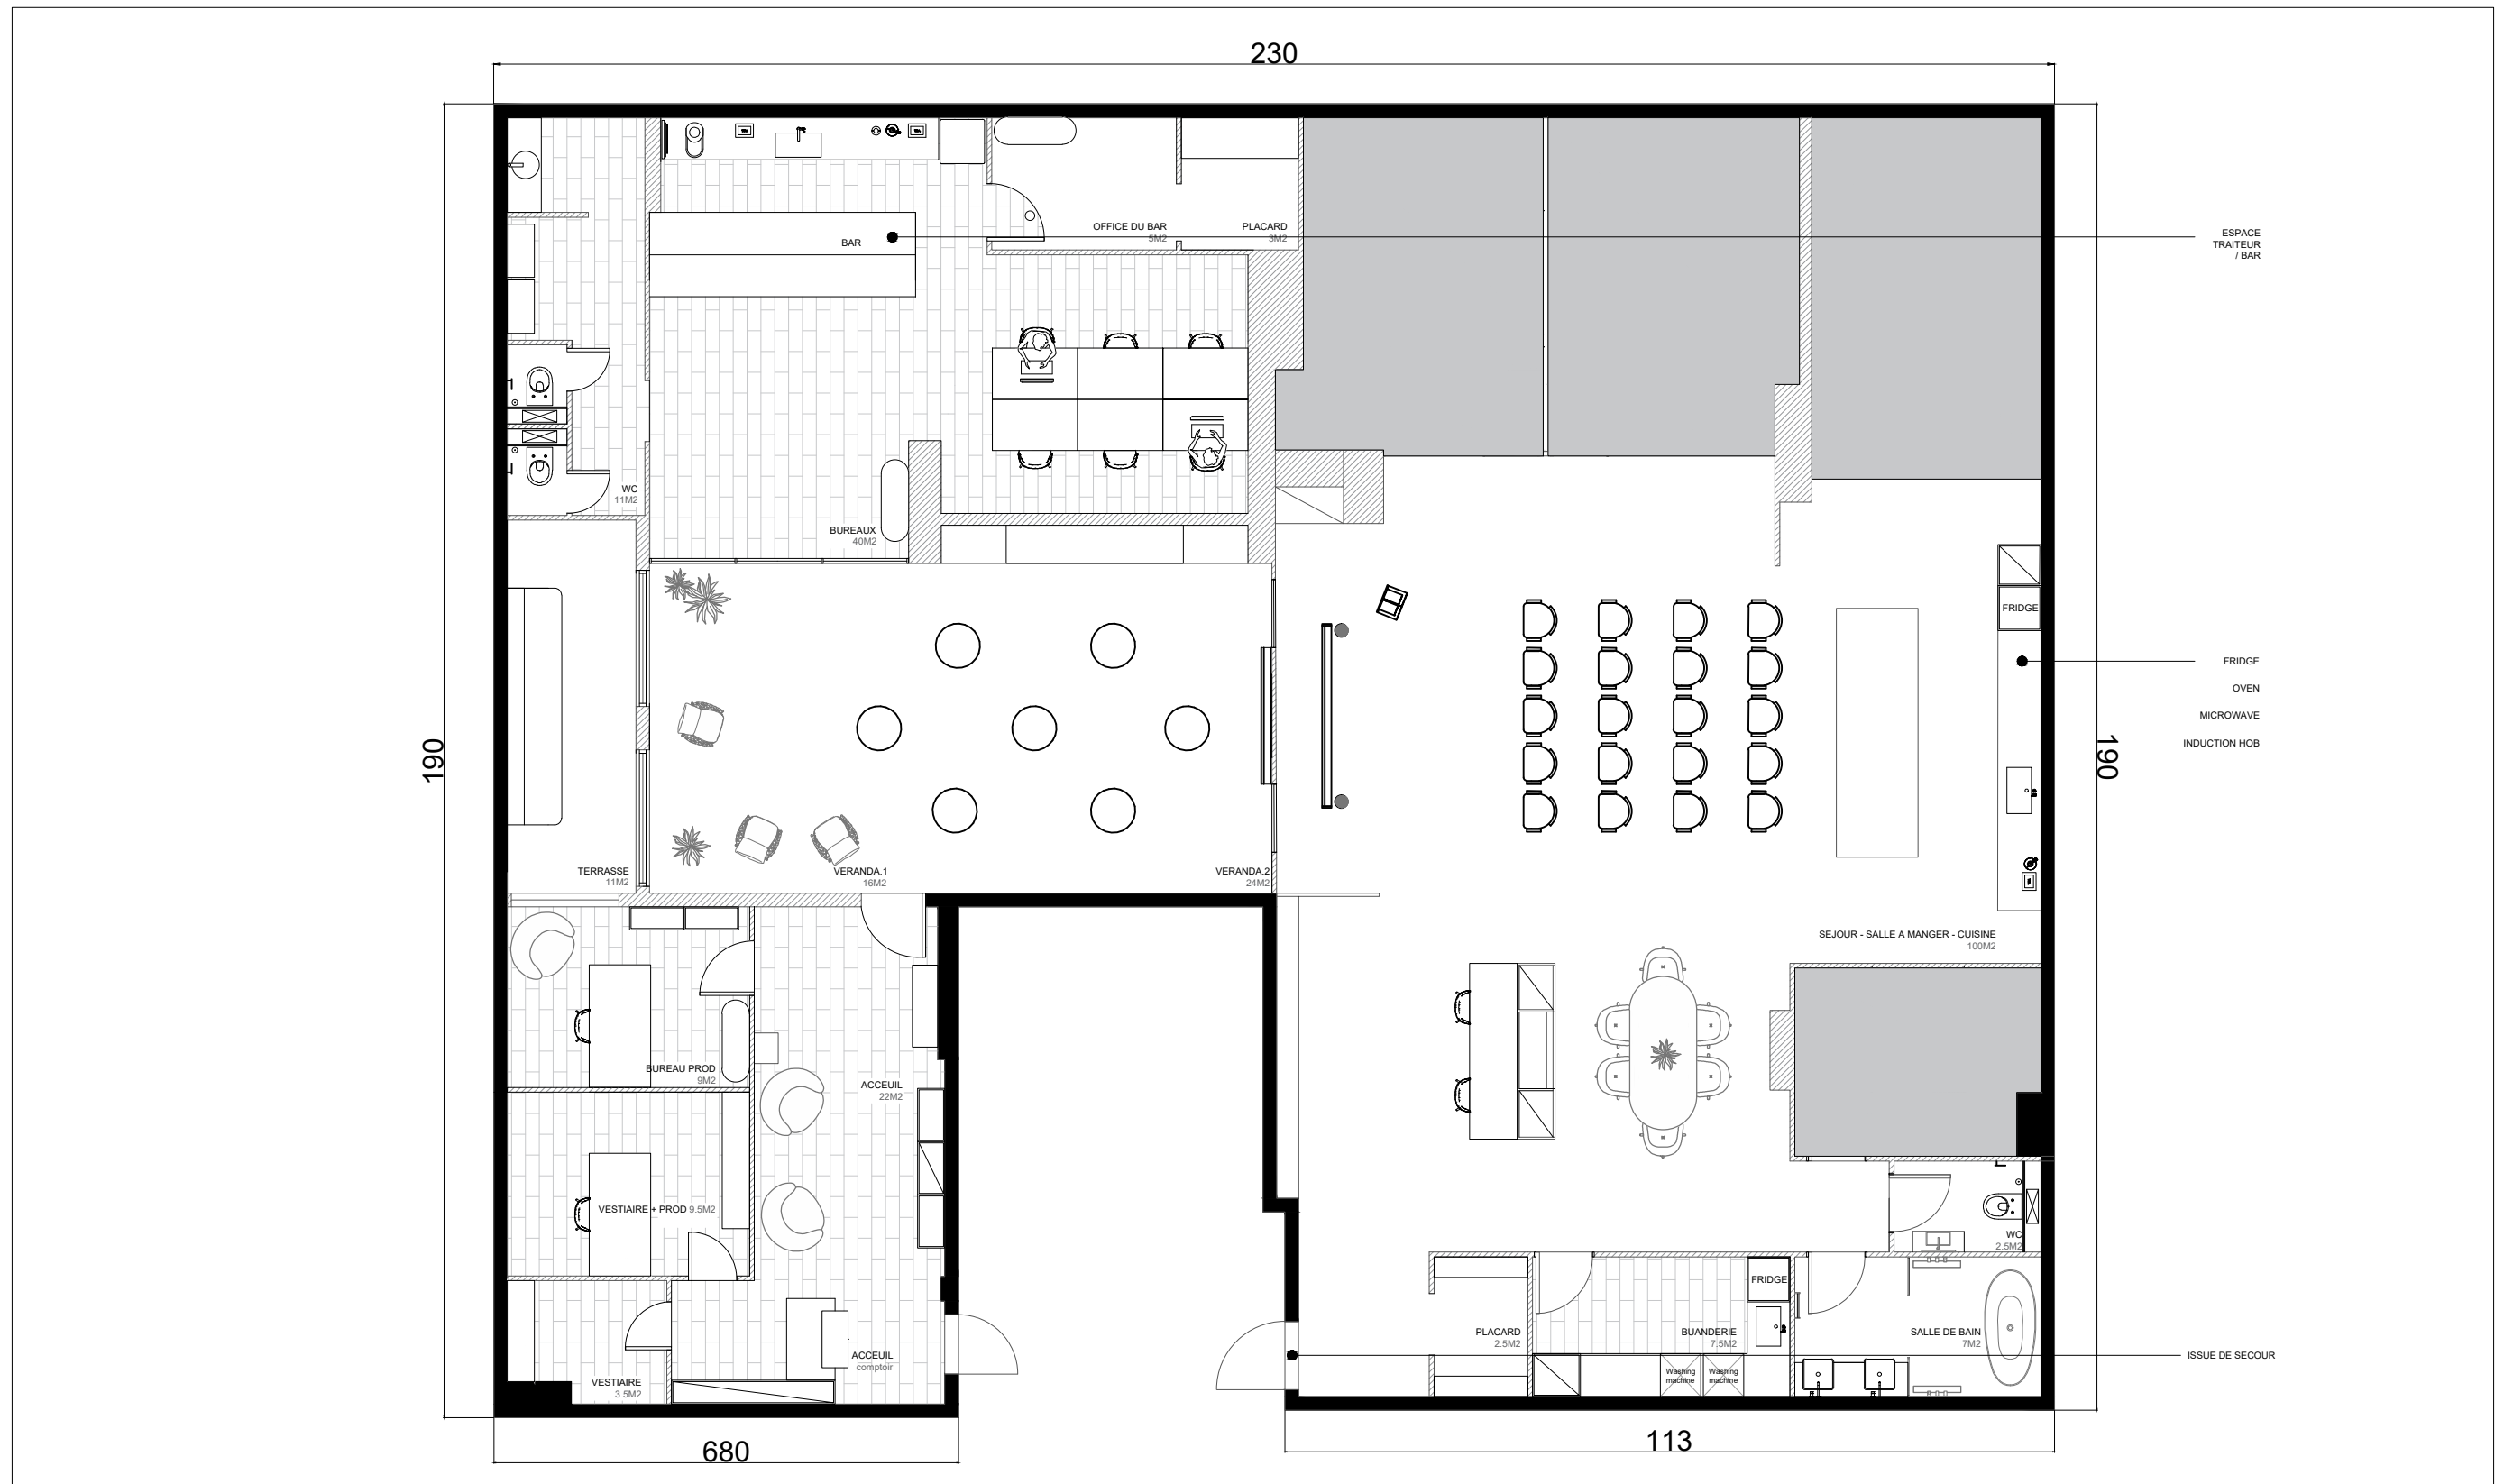 230
OFFICE DU BAR
5M2
PLACARD
3M2
BAR
ESPACE
TRAITEUR
/ BAR
WC
11M2
BUREAUX
40M2
FRIDGE
FRIDGE
OVEN
MICROWAVE
INDUCTION HOB
190
190
TERRASSE
11M2
VERANDA.1
16M2
VERANDA.2
24M2
SEJOUR - SALLE A MANGER - CUISINE
100M2
BUREAU PROD
9M2
ACCEUIL
22M2
VESTIAIRE + PROD 9.5M2
WC
2.5M2
FRIDGE
PLACARD
2.5M2
BUANDERIE
7.5M2
SALLE DE BAIN
7M2
ACCEUIL
comptoir
ISSUE DE SECOUR
VESTIAIRE
3.5M2
Washing
machine
Washing
machine
680
113